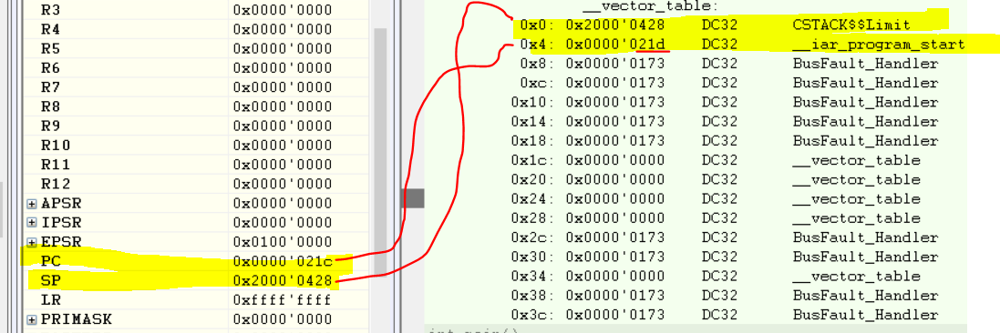 R3 0x0000'0000
R4 0x0000'0000
R5 0x0000'0000
R6 0x0000'0000
R7 0x0000'0000
R8 0x0000'0000
R9 0x0000'0000
R10 0x0000'0000
R11 0x0000'0000
R12 0x0000'0000
APSR 0x0000'0000
IPSR 0x0000'0000
EPSR 0x0100'0000
PC 0x0000'021c
SP 0x2000'0428
LR 0xffff'ffff
PRIMASK 0x0000'0000
__vector_table:
0x0: 0x2000'0428 DC32 CSTACK$$Limit
0x4: 0x0000'021d DC32 __iar_program_start
0x8: 0x0000'0173 DC32 BusFault_Handler
0xc: 0x0000'0173 DC32 BusFault_Handler
0x10: 0x0000'0173 DC32 BusFault_Handler
0x14: 0x0000'0173 DC32 BusFault_Handler
0x18: 0x0000'0173 DC32 BusFault_Handler
0x1c: 0x0000'0000 DC32 __vector_table
0x20: 0x0000'0000 DC32 __vector_table
0x24: 0x0000'0000 DC32 __vector_table
0x28: 0x0000'0000 DC32 __vector_table
0x2c: 0x0000'0173 DC32 BusFault_Handler
0x30: 0x0000'0173 DC32 BusFault_Handler
0x34: 0x0000'0000 DC32 __vector_table
0x38: 0x0000'0173 DC32 BusFault_Handler
0x3c: 0x0000'0173 DC32 BusFault_Handler
int main()